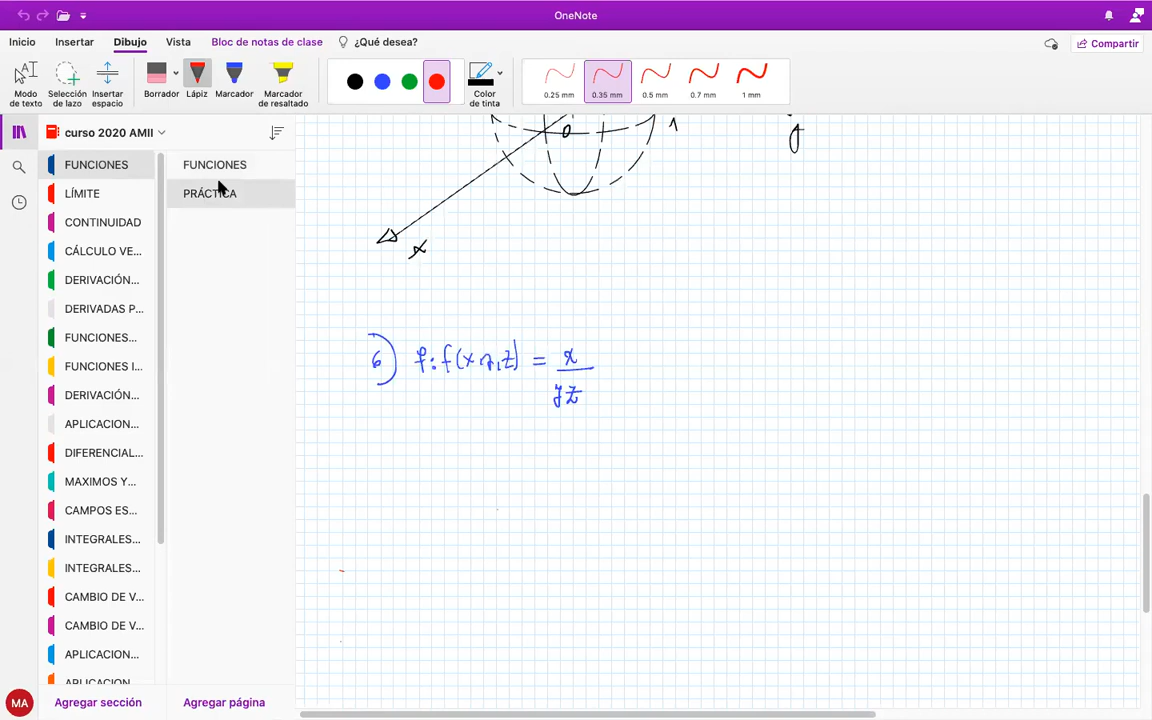 OneNote
Inicio Insertar Dibujo Vista Bloc de notas de clase ¿Qué desea? Compartir
Modo de texto
Selección de lazo
Insertar espacio
Borrador
Lápiz
Marcador
Marcador de resaltado
Color de tinta
0.25 mm
0.35 mm
0.5 mm
0.7 mm
1 mm
curso 2020 AMII
FUNCIONES
LÍMITE
CONTINUIDAD
CÁLCULO VE...
DERIVACIÓN...
DERIVADAS P...
FUNCIONES...
FUNCIONES I...
DERIVACIÓN...
APLICACION...
DIFERENCIAL...
MAXIMOS Y...
CAMPOS ES...
INTEGRALES...
INTEGRALES...
CAMBIO DE V...
CAMBIO DE V...
APLICACION...
APLICACION
FUNCIONES
PRÁCTICA
0
1
y
x
6) f: f(x,y,z) = x
yz
MA
Agregar sección
Agregar página